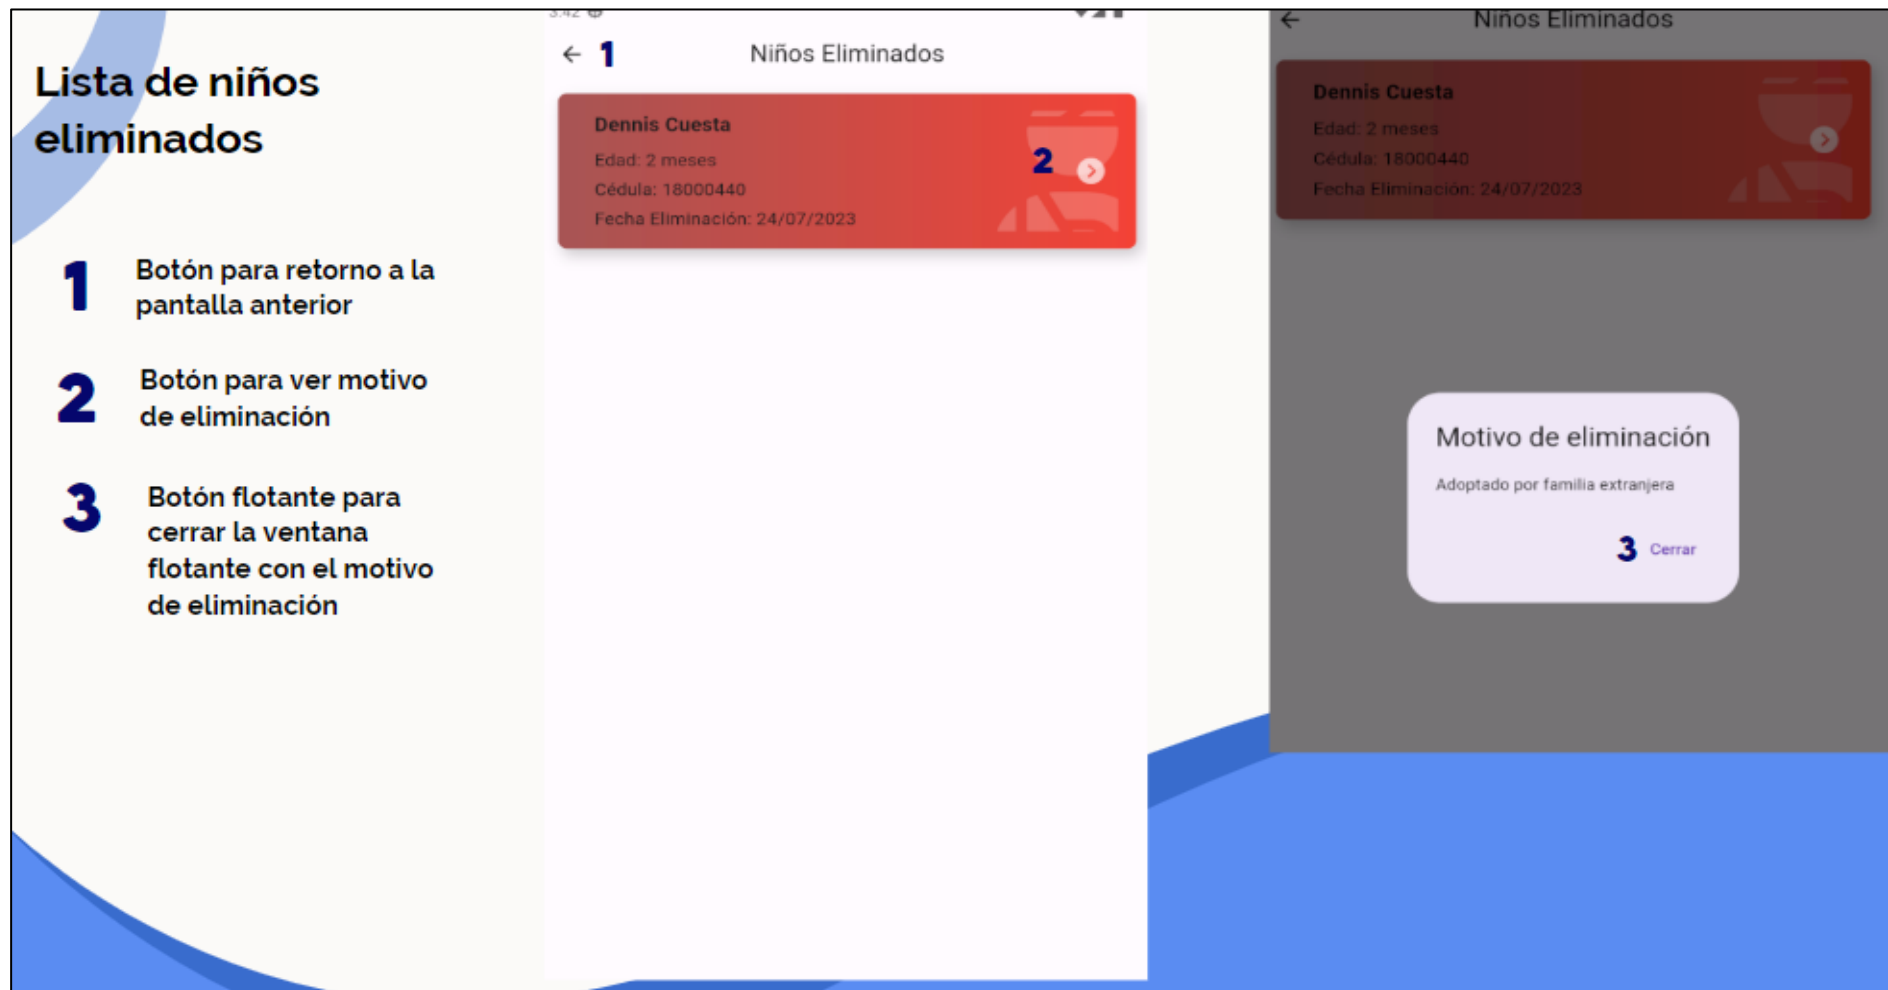 Lista de niños
eliminados
1
Botón para retorno a la
pantalla anterior
2
Botón para ver motivo
de eliminación
3
Botón flotante para
cerrar la ventana
flotante con el motivo
de eliminación
3:42
1
Niños Eliminados
Dennis Cuesta
Edad: 2 meses
Cédula: 18000440
Fecha Eliminación: 24/07/2023
2
Niños Eliminados
Dennis Cuesta
Edad: 2 meses
Cédula: 18000440
Fecha Eliminación: 24/07/2023
Motivo de eliminación
Adoptado por familia extranjera
3 Cerrar